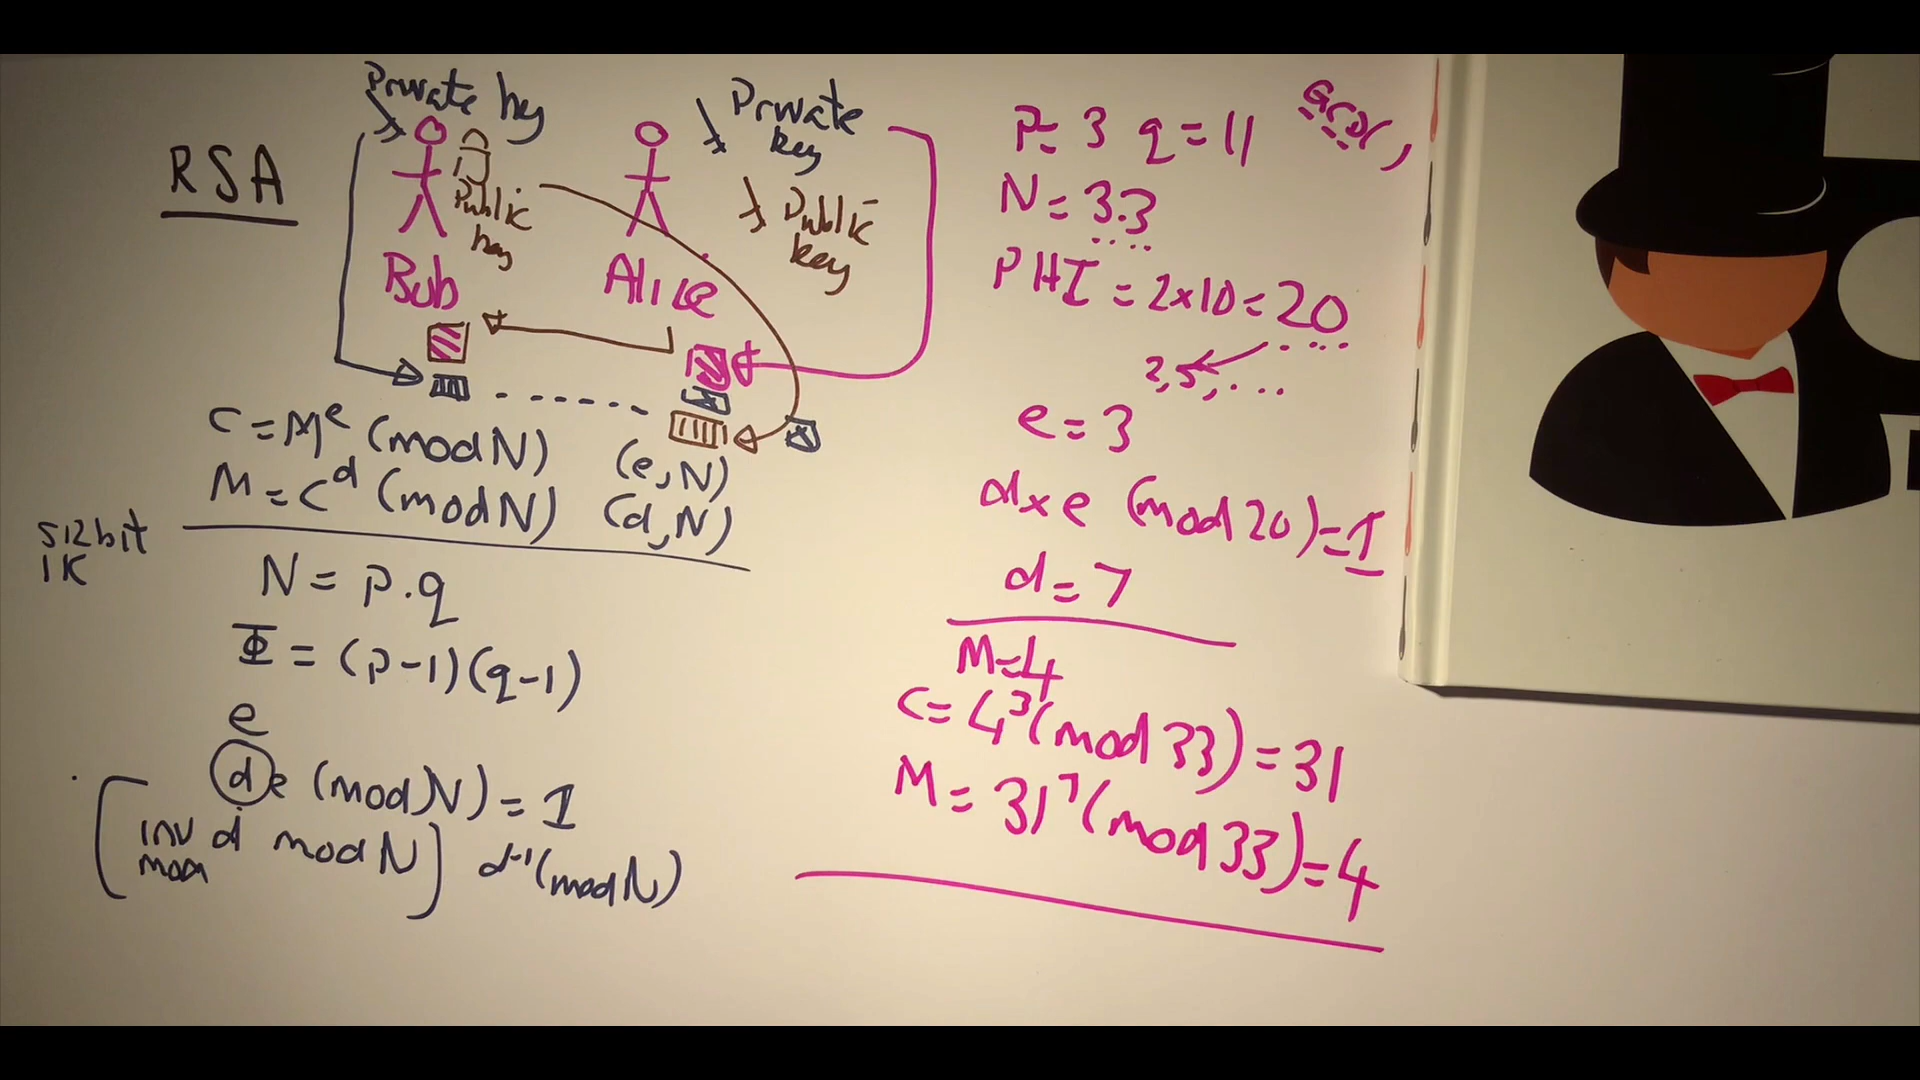 RSA
Private key
Public
key
Bob
Alice
Private
key
Public
key
C = M^e (mod N) (e, N)
M = C^d (mod N) (d, N)
512bit
1K
N = p.q
Φ = (p-1)(q-1)
e
de (mod N) = 1
inv d mod N
mod
d^-1 (mod N)
P = 3 q = 11
N = 33
PHI = 2x10 = 20
2,5, ....
e = 3
d x e (mod 20) = 1
d = 7
M=4
C = 4^3 (mod 33) = 31
M = 31^7 (mod 33) = 4